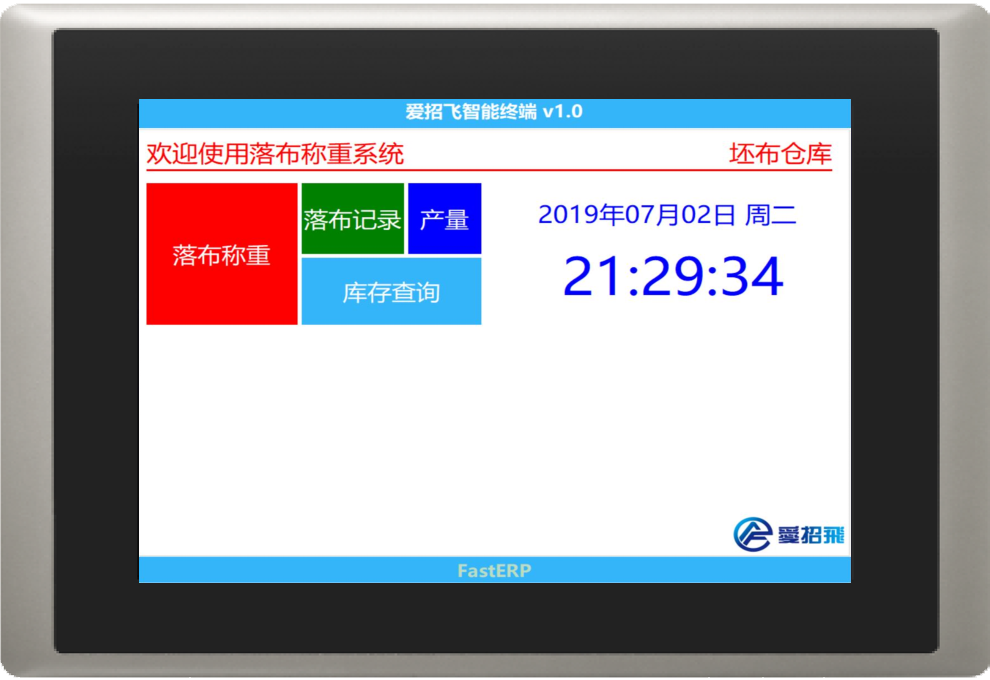 爱招飞智能终端 v1.0
欢迎使用落布称重系统 坯布仓库
落布称重
落布记录
产量
库存查询
2019年07月02日 周二
21:29:34
愛招飛
FastERP